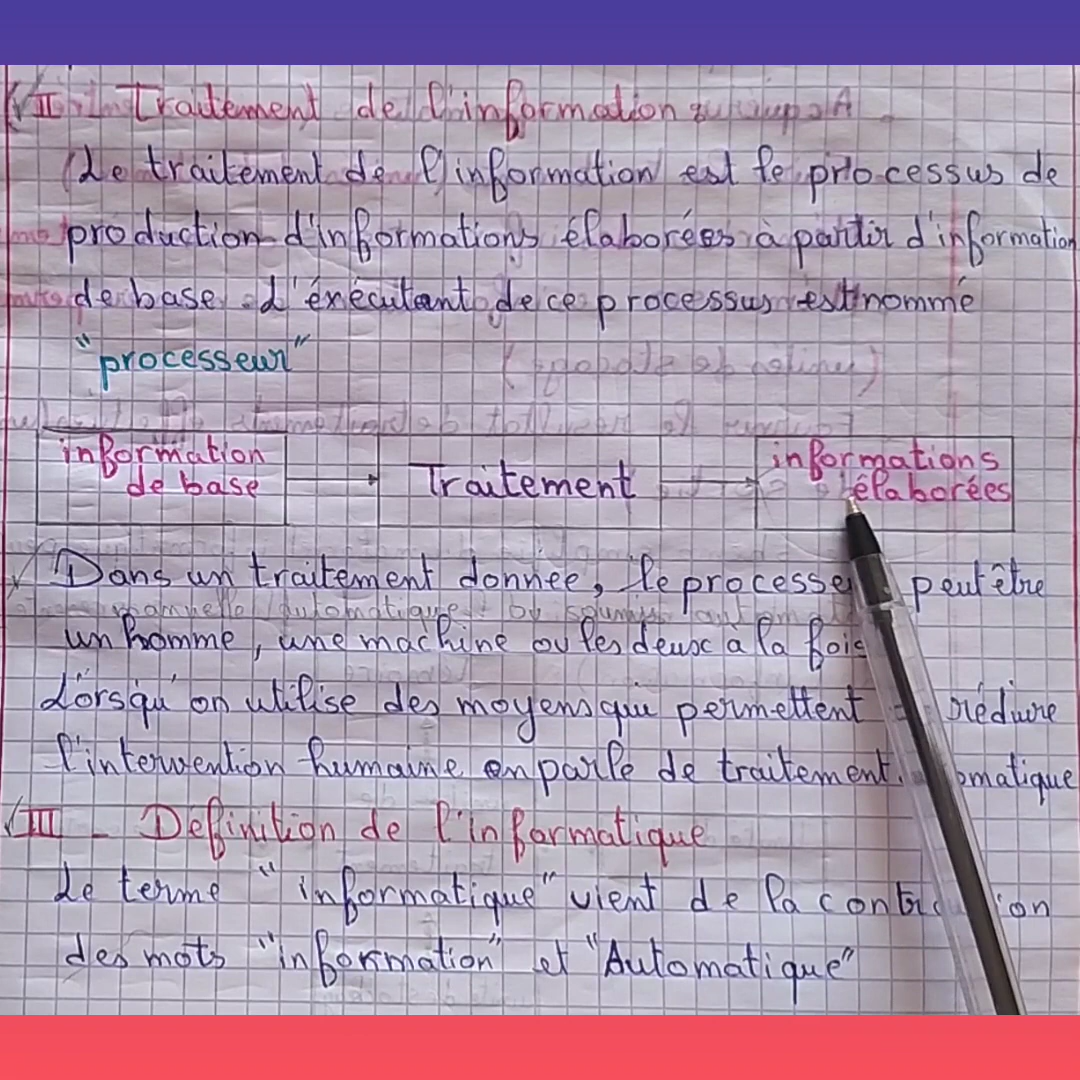 II - Traitement de l'information
Le traitement de l'information est le processus de
production d'informations élaborées à partir d'information
de base. L'éxécutant de ce processus est nommé
"processeur"
information
de base
Traitement
informations
élaborées
Dans un traitement donnée, le processe peut être
un homme, une machine ou les deux a la fois
Lorsqu'on utilise des moyens qui permettent réduire
l'intervention humaine on parle de traitement
III - Definition de l'informatique
Le terme "informatique" vient de la
des mots "information" et "Automatique"